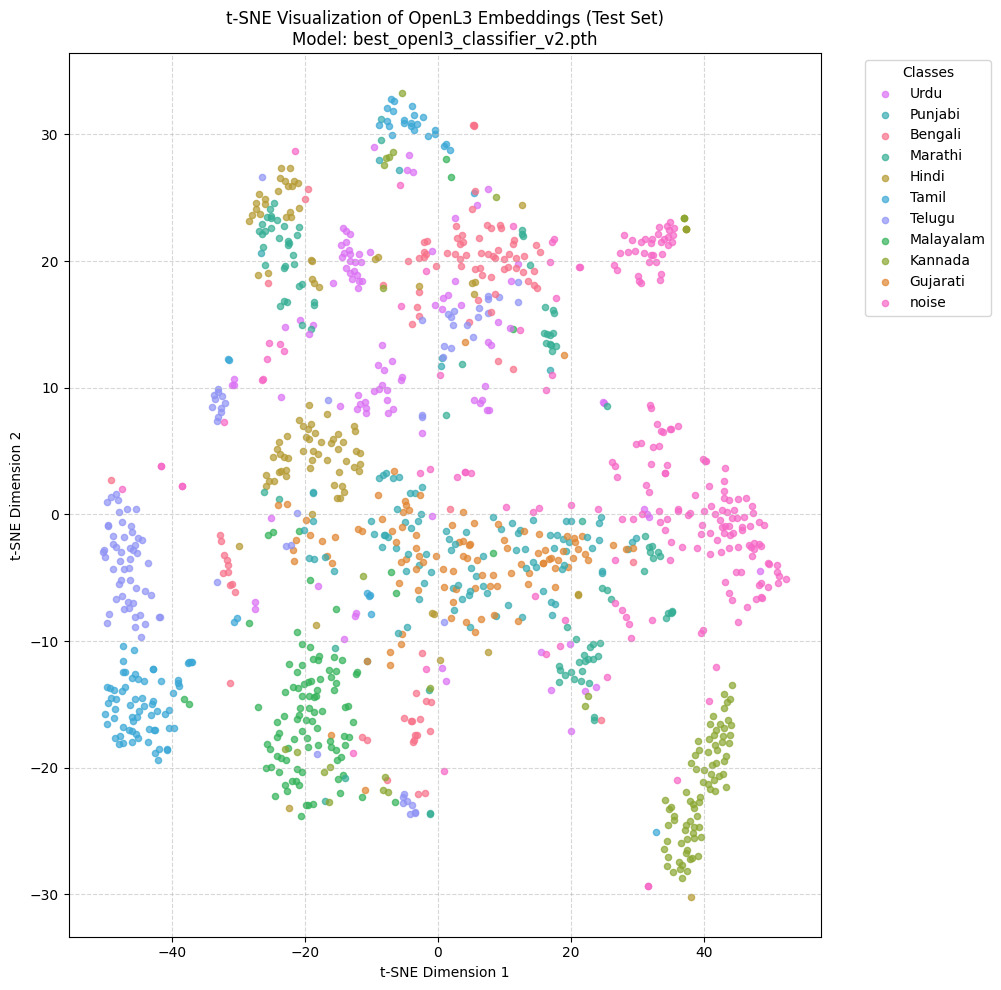 t-SNE Visualization of OpenL3 Embeddings (Test Set)
Model: best_openl3_classifier_v2.pth
Classes
Urdu
Punjabi
Bengali
Marathi
Hindi
Tamil
Telugu
Malayalam
Kannada
Gujarati
noise
t-SNE Dimension 2
30
20
10
0
−10
−20
−30
−40
−20
0
20
40
t-SNE Dimension 1